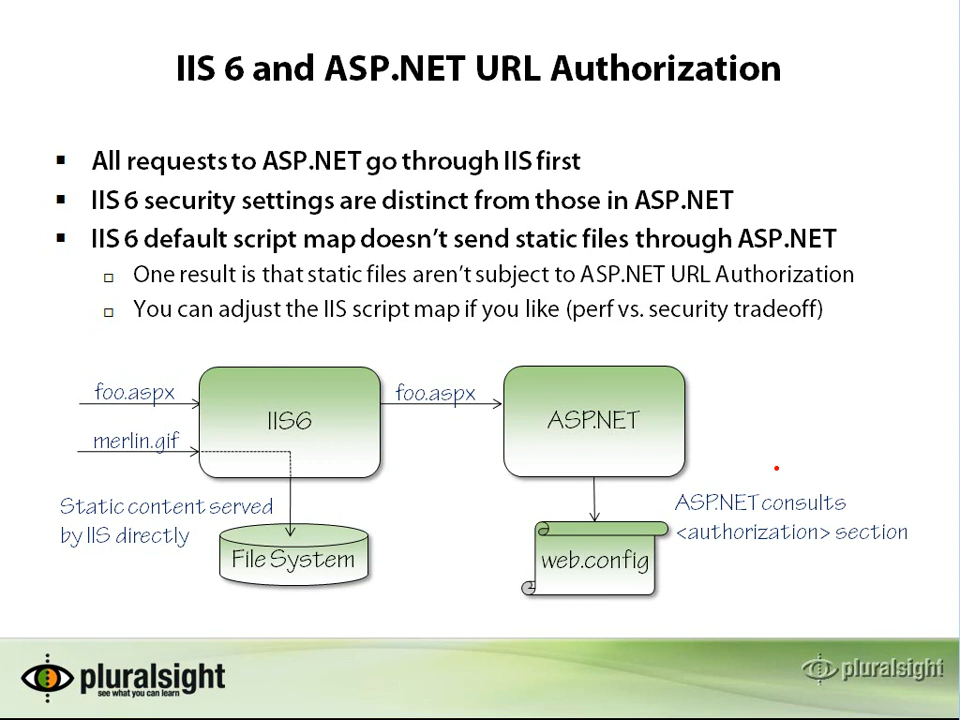 IIS 6 and ASP.NET URL Authorization
▪ All requests to ASP.NET go through IIS first
▪ IIS 6 security settings are distinct from those in ASP.NET
▪ IIS 6 default script map doesn't send static files through ASP.NET
▫ One result is that static files aren't subject to ASP.NET URL Authorization
▫ You can adjust the IIS script map if you like (perf vs. security tradeoff)
foo.aspx
IIS6
foo.aspx
ASP.NET
merlin.gif
Static content served
by IIS directly
File System
web.config
ASP.NET consults
<authorization> section
pluralsight
see what you can learn
pluralsight